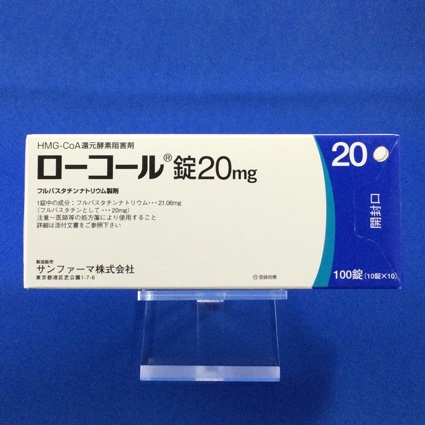 HMG-CoA還元酵素阻害剤
ローコール®錠20mg
フルバスタチンナトリウム製剤
1錠中の成分：フルバスタチンナトリウム・・・21.06mg
（フルバスタチンとして・・・20mg）
注意－医師等の処方箋により使用すること
詳細は添付文書をご参照下さい
製造販売
サンファーマ株式会社
東京都港区芝公園1-7-6
Ⓡ登録商標
20
開封口
100錠（10錠×10）